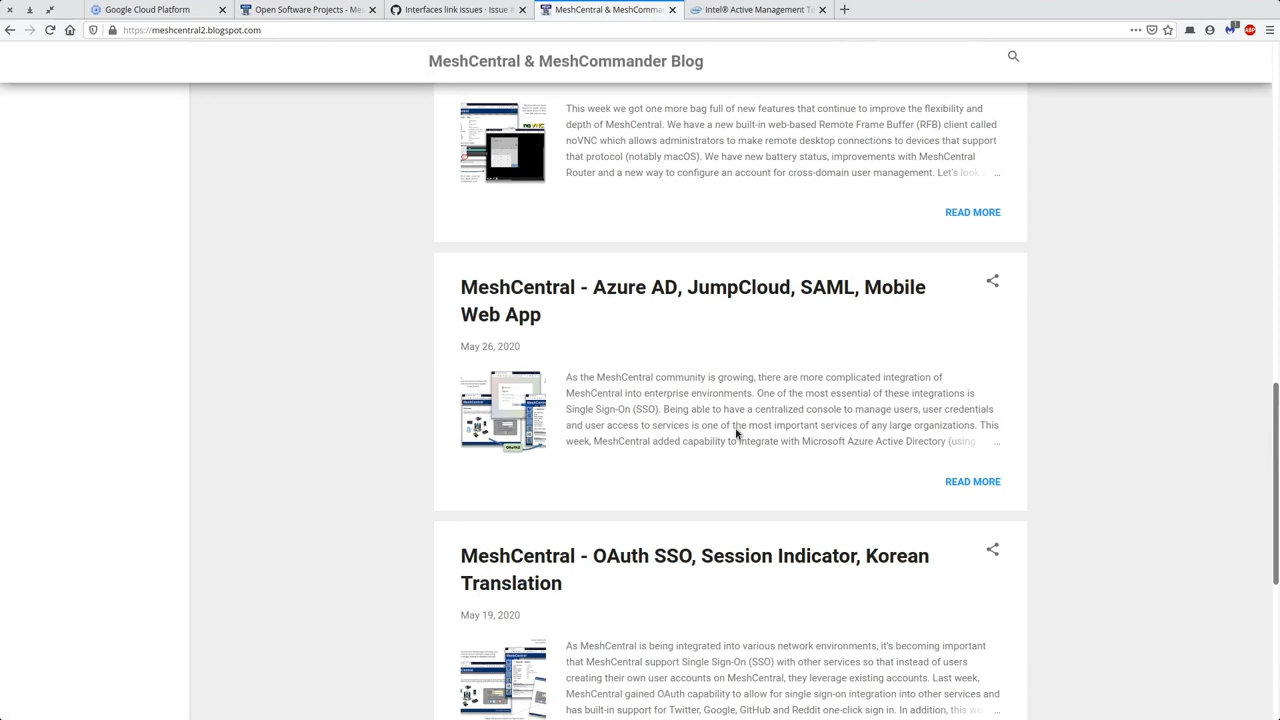 Google Cloud Platform
Open Software Projects - Me
Interfaces link issues · Issue
MeshCentral & MeshComma
Intel® Active Management T
https://meshcentral2.blogspot.com
ABP
MeshCentral & MeshCommander Blog
This week we got one more bag full of new features that continue to improve the flexibility and
depth of MeshCentral. We have a new built-in web-based Remote Frame Buffer (RFB) client called
noVNC which allows administrators to make remote desktop connections to devices that support
that protocol (notably macOS). We have new battery status, improvements with MeshCentral
Router and a new way to configure an account for cross-domain user management. Let's look ...
READ MORE
MeshCentral - Azure AD, JumpCloud, SAML, Mobile
Web App
May 26, 2020
As the MeshCentral community is growing, there are more complicated integration of
MeshCentral into enterprise environments. One of the most essential of these integrations is
Single Sign-On (SSO). Being able to have a centralized console to manage users, user credentials
and user access to services is one of the most important services of any large organizations. This
week, MeshCentral added capability to integrate with Microsoft Azure Active Directory (using ...
READ MORE
MeshCentral - OAuth SSO, Session Indicator, Korean
Translation
May 19, 2020
As MeshCentral is being integrated into various network environments, it's becoming important
that MeshCentral support Single Sign-On (SSO) with other services so that instead of users
creating their own user accounts on MeshCentral, they leverage existing accounts. Last week,
MeshCentral gained OAuth capability to allow for single sign-on integration into other services and
has built-in support for Twitter, Google, GitHub and Reddit one-click sign in. In addition, this we ...